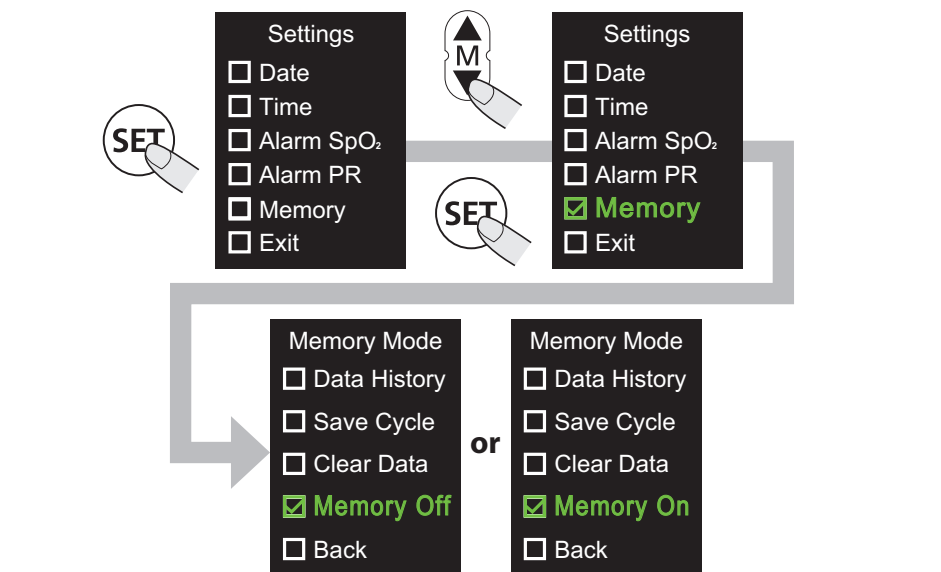 SET
Settings
Date
Time
Alarm SpO₂
Alarm PR
Memory
Exit
M
SET
Settings
Date
Time
Alarm SpO₂
Alarm PR
Memory
Exit
Memory Mode
Data History
Save Cycle
Clear Data
Memory Off
Back
or
Memory Mode
Data History
Save Cycle
Clear Data
Memory On
Back